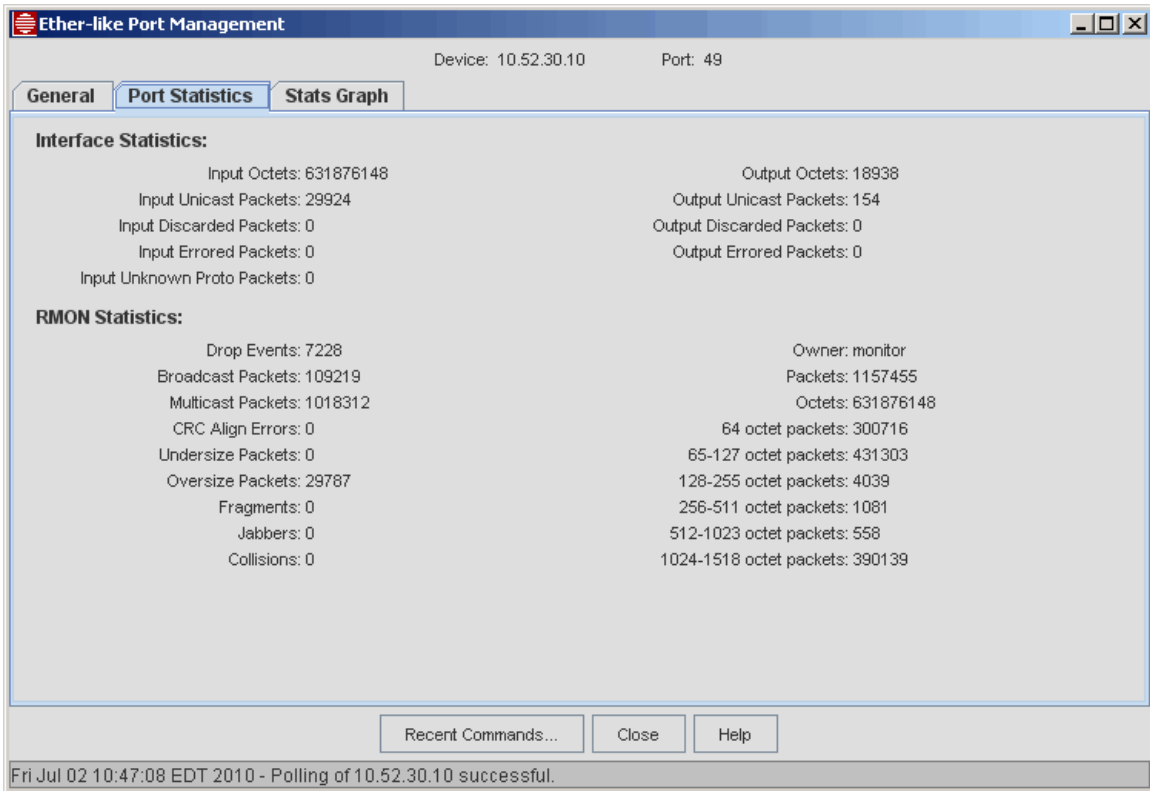 Ether-like Port Management
Device: 10.52.30.10 Port: 49
General Port Statistics Stats Graph
Interface Statistics:
Input Octets: 631876148 Output Octets: 18938
Input Unicast Packets: 29924 Output Unicast Packets: 154
Input Discarded Packets: 0 Output Discarded Packets: 0
Input Errored Packets: 0 Output Errored Packets: 0
Input Unknown Proto Packets: 0
RMON Statistics:
Drop Events: 7228 Owner: monitor
Broadcast Packets: 109219 Packets: 1157455
Multicast Packets: 1018312 Octets: 631876148
CRC Align Errors: 0 64 octet packets: 300716
Undersize Packets: 0 65-127 octet packets: 431303
Oversize Packets: 29787 128-255 octet packets: 4039
Fragments: 0 256-511 octet packets: 1081
Jabbers: 0 512-1023 octet packets: 558
Collisions: 0 1024-1518 octet packets: 390139
Recent Commands... Close Help
Fri Jul 02 10:47:08 EDT 2010 - Polling of 10.52.30.10 successful.